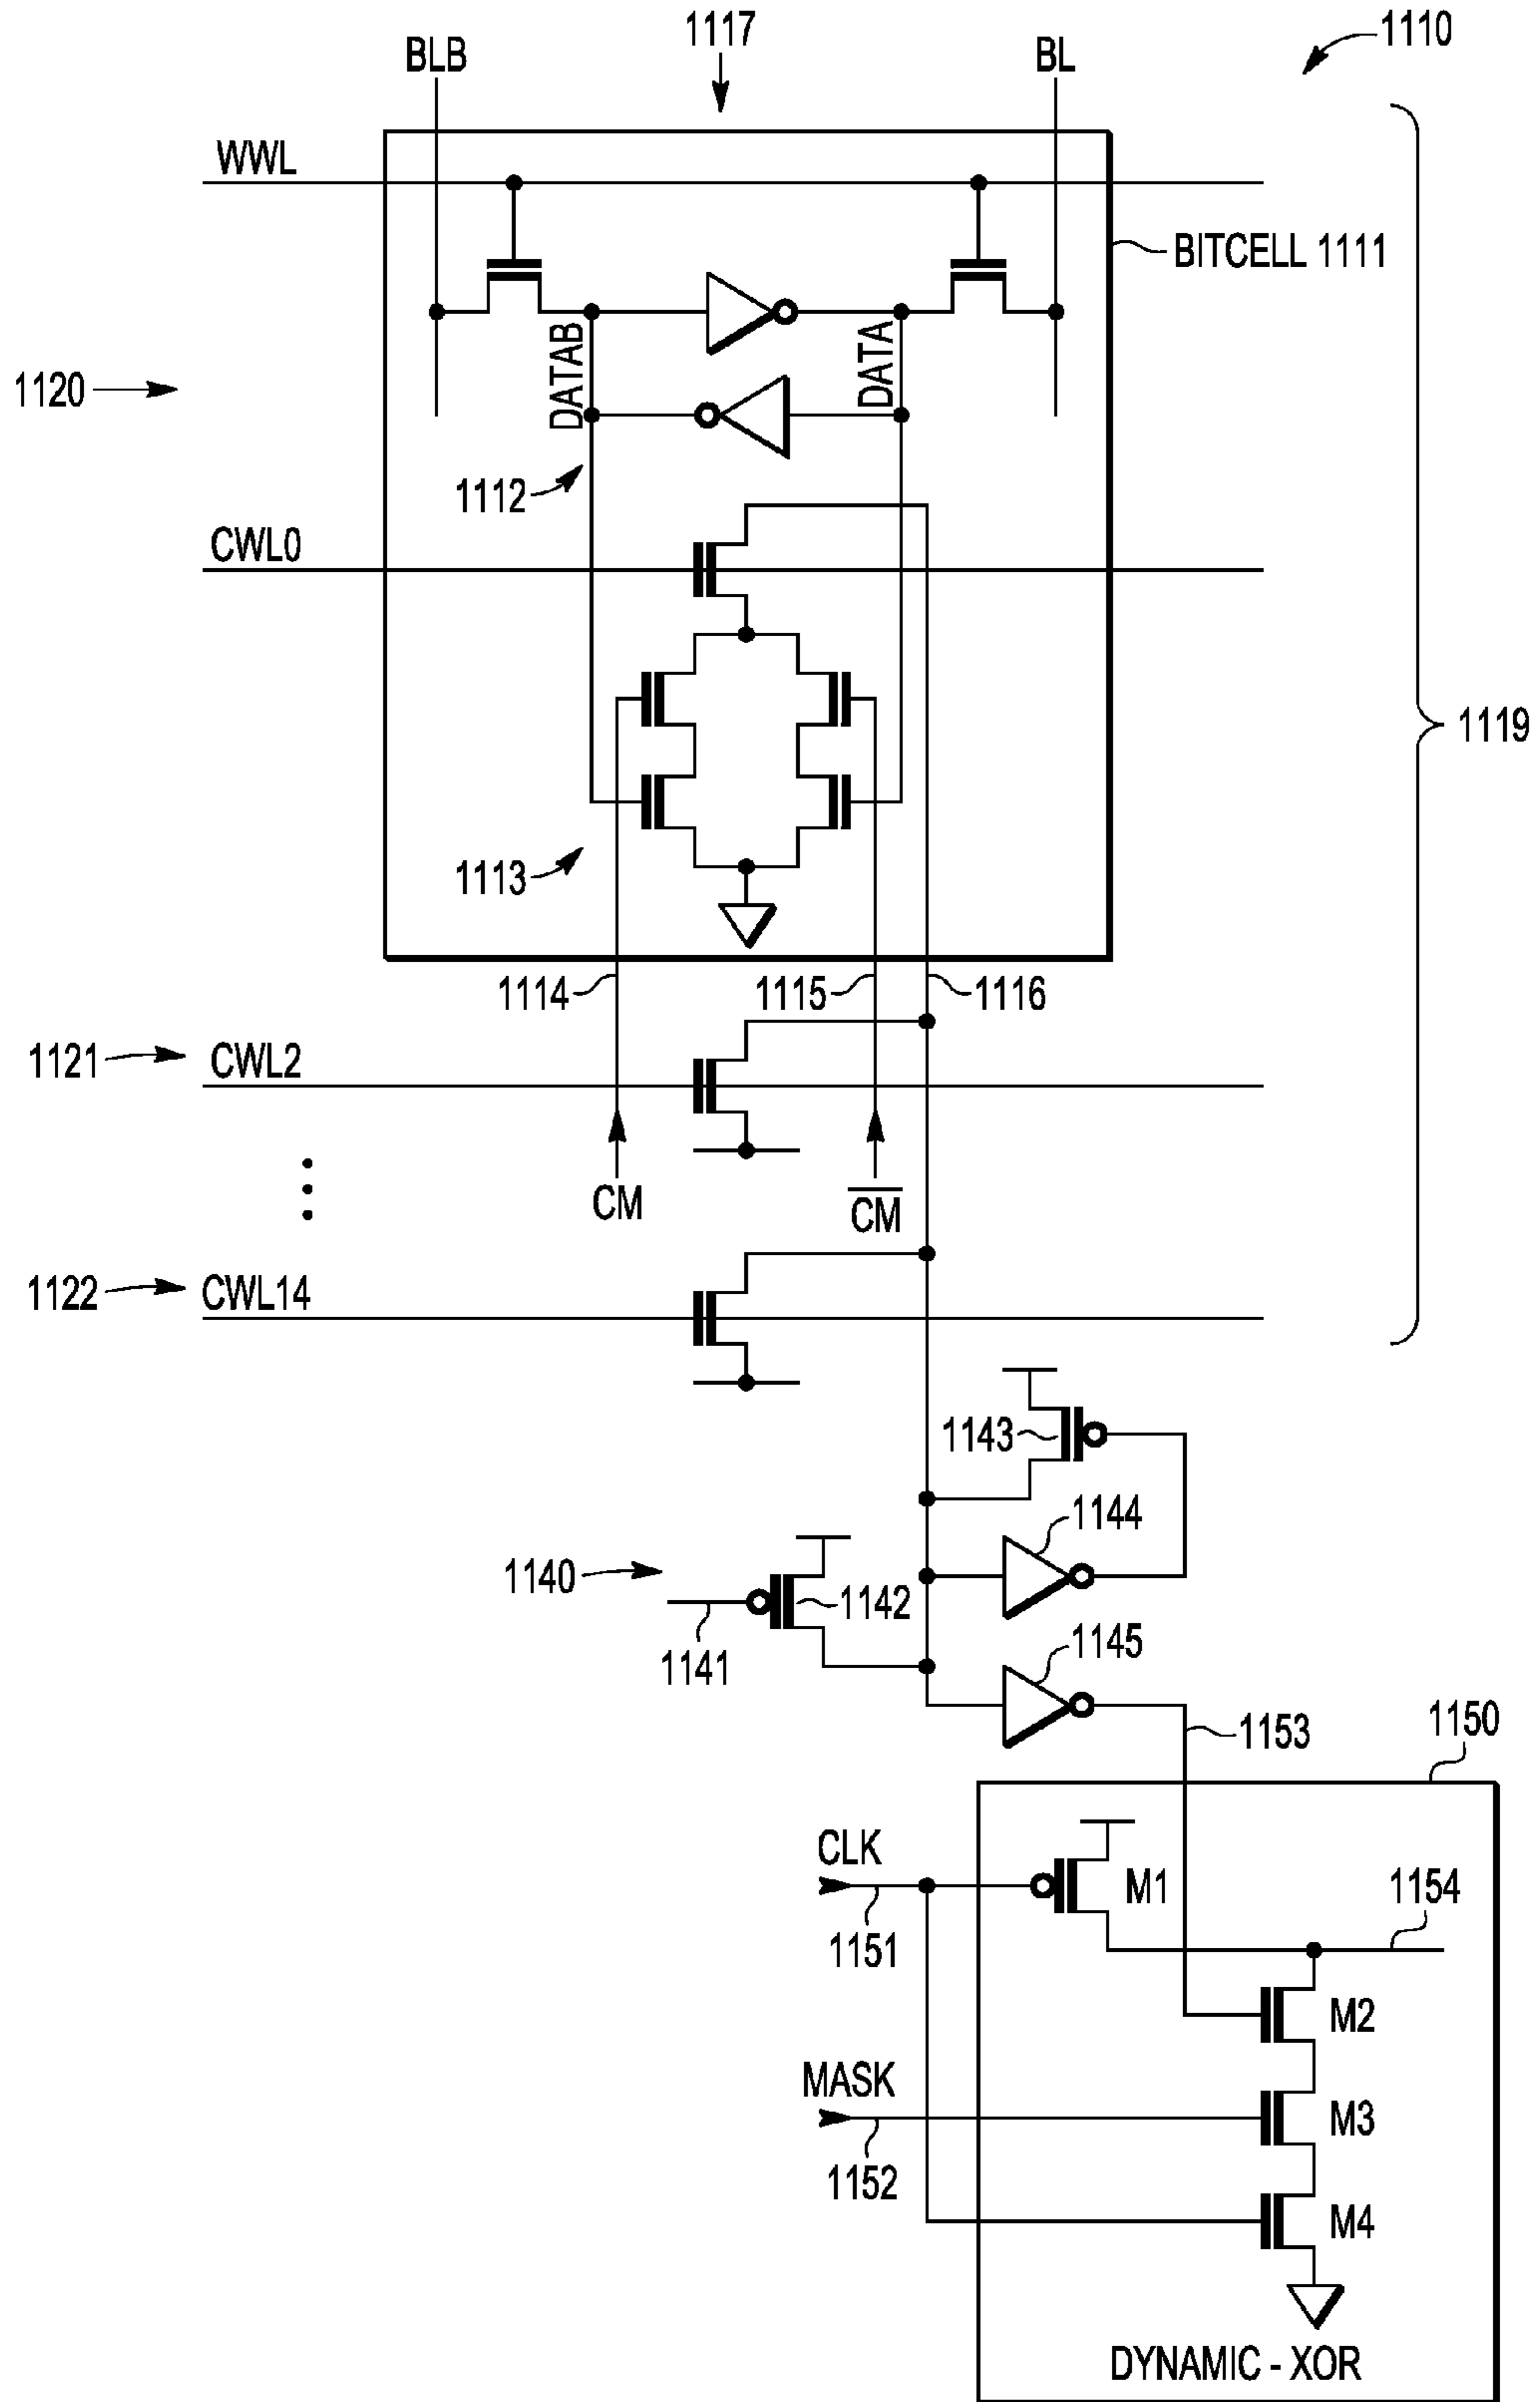 1117
1110
BLB
BL
WWL
BITCELL 1111
DATAB
DATA
1120
1112
CWL0
1119
1113
1114
1115
1116
1121
CWL2
CM
C̅M̅
1122
CWL14
1143
1144
1140
1142
1141
1145
1153
1150
CLK
M1
1154
1151
M2
MASK
M3
1152
M4
DYNAMIC - XOR